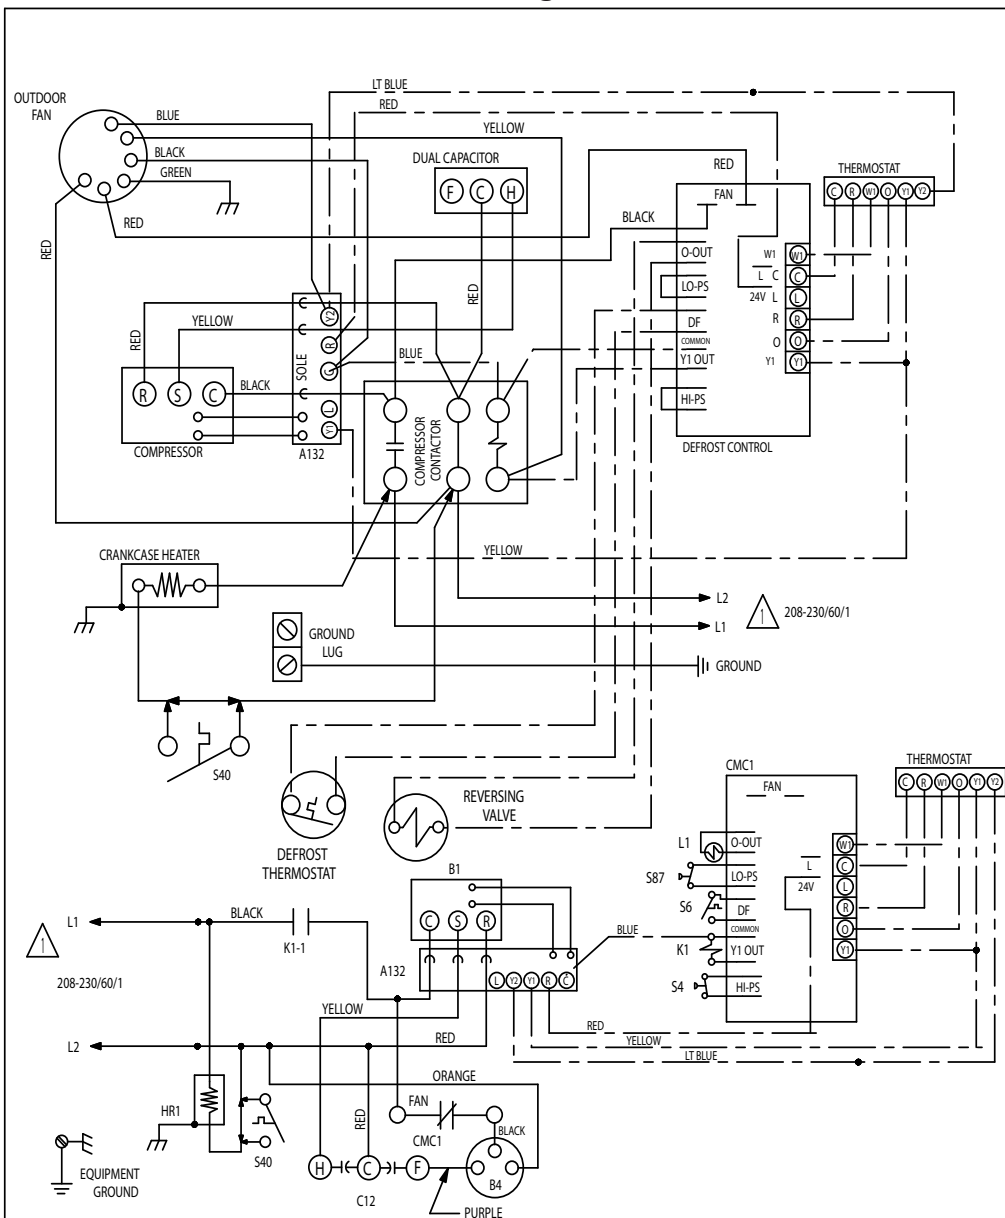 LT BLUE
RED
OUTDOOR
FAN
BLUE
YELLOW
BLACK
GREEN
RED
RED
DUAL CAPACITOR
F C H
RED
FAN
BLACK
THERMOSTAT
C R W1 O Y1 Y2
O-OUT
LO-PS
DF
COMMON
Y1 OUT
HI-PS
W1 W1
L C C
24V L L
R R
O O
Y1 Y1
DEFROST CONTROL
RED
YELLOW
RED
BLUE
SOLE
Y2
R
C
L
Y1
A132
R S C
BLACK
COMPRESSOR
COMPRESSOR
CONTACTOR
YELLOW
CRANKCASE HEATER
L2
L1
1
208-230/60/1
GROUND
LUG
GROUND
S40
DEFROST
THERMOSTAT
REVERSING
VALVE
CMC1
THERMOSTAT
C R W1 O Y1 Y2
FAN
L1
O-OUT
S87
LO-PS
S6
DF
COMMON
K1
Y1 OUT
S4
HI-PS
L
24V
W1
C
L
R
O
Y1
B1
C S R
L1
BLACK
K1-1
1
208-230/60/1
A132
L Y2 Y1 R C
BLUE
YELLOW
RED
RED
YELLOW
LT BLUE
L2
ORANGE
HR1
S40
RED
FAN
CMC1
BLACK
EQUIPMENT
GROUND
H C F
C12
B4
PURPLE